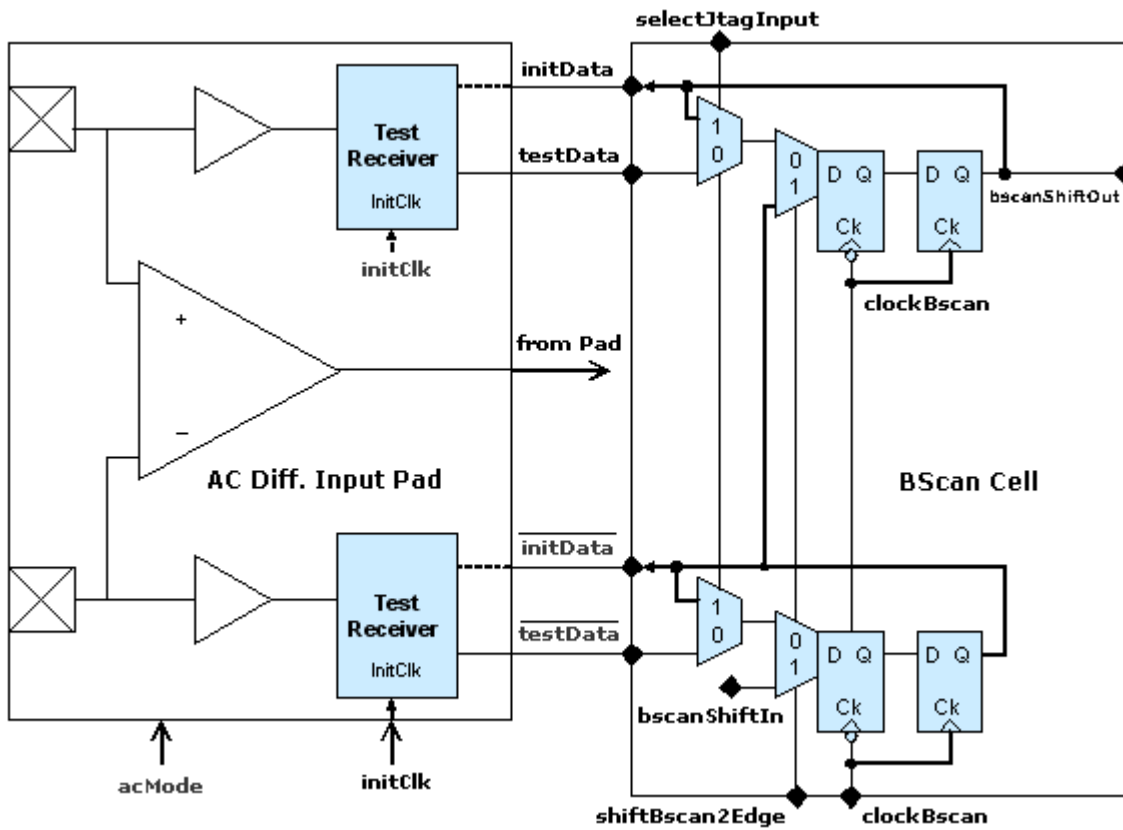 selectJtagInput
initData
Test
Receiver
InitClk
testData
initClk
1
0
0
1
D Q
Ck
D Q
Ck
bscanShiftOut
clockBscan
+
−
from Pad
AC Diff. Input Pad
BScan Cell
initData
Test
Receiver
InitClk
testData
1
0
0
1
D Q
Ck
D Q
Ck
bscanShiftIn
acMode
initClk
shiftBscan2Edge
clockBscan